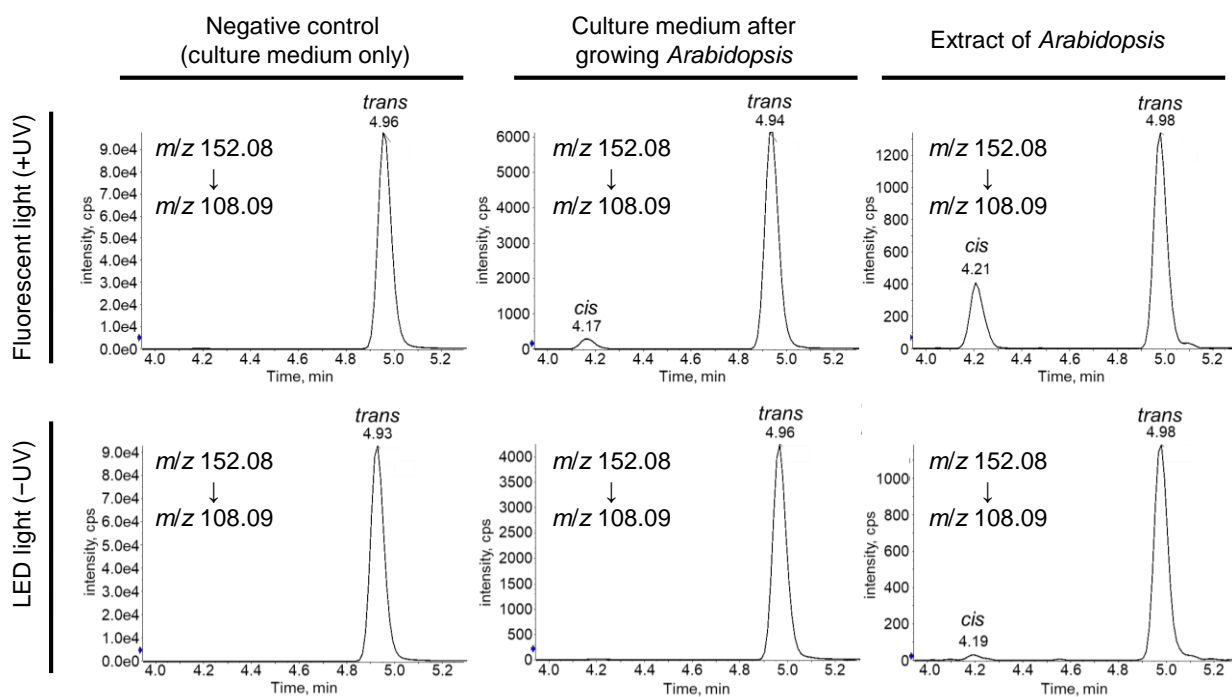 Negative control
(culture medium only)
Culture medium after
growing Arabidopsis
Extract of Arabidopsis
Fluorescent light (+UV)
trans
4.96
m/z 152.08
↓
m/z 108.09
intensity, cps
9.0e4
8.0e4
7.0e4
6.0e4
5.0e4
4.0e4
3.0e4
2.0e4
1.0e4
0.0e0
4.0 4.2 4.4 4.6 4.8 5.0 5.2
Time, min
trans
4.94
m/z 152.08
↓
m/z 108.09
cis
4.17
intensity, cps
6000
5000
4000
3000
2000
1000
0
4.0 4.2 4.4 4.6 4.8 5.0 5.2
Time, min
trans
4.98
m/z 152.08
↓
m/z 108.09
cis
4.21
intensity, cps
1200
1000
800
600
400
200
0
4.0 4.2 4.4 4.6 4.8 5.0 5.2
Time, min
LED light (−UV)
trans
4.93
m/z 152.08
↓
m/z 108.09
intensity, cps
9.0e4
8.0e4
7.0e4
6.0e4
5.0e4
4.0e4
3.0e4
2.0e4
1.0e4
0.0e0
4.0 4.2 4.4 4.6 4.8 5.0 5.2
Time, min
trans
4.96
m/z 152.08
↓
m/z 108.09
intensity, cps
4000
3500
3000
2500
2000
1500
1000
500
0
4.0 4.2 4.4 4.6 4.8 5.0 5.2
Time, min
trans
4.98
m/z 152.08
↓
m/z 108.09
cis
4.19
intensity, cps
1000
800
600
400
200
0
4.0 4.2 4.4 4.6 4.8 5.0 5.2
Time, min